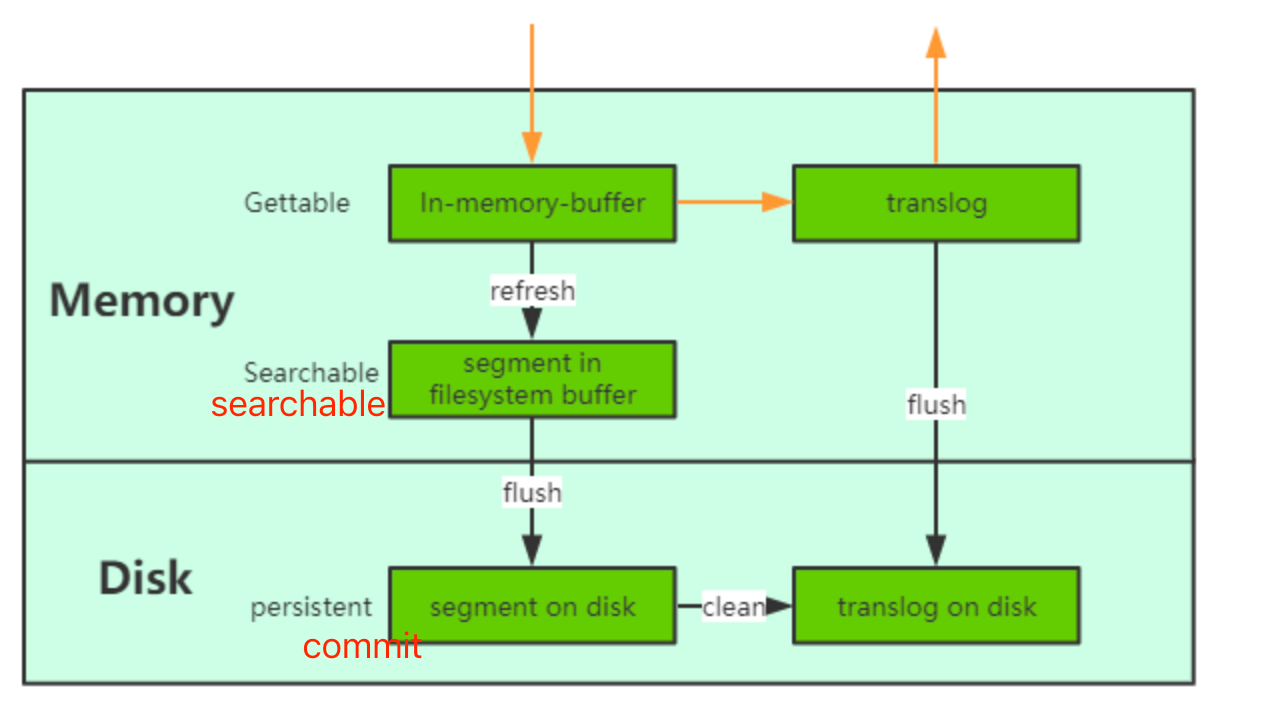 Gettable
In-memory-buffer
translog
refresh
Memory
Searchable
searchable
segment in
filesystem buffer
flush
flush
Disk
persistent
segment on disk
clean
translog on disk
commit